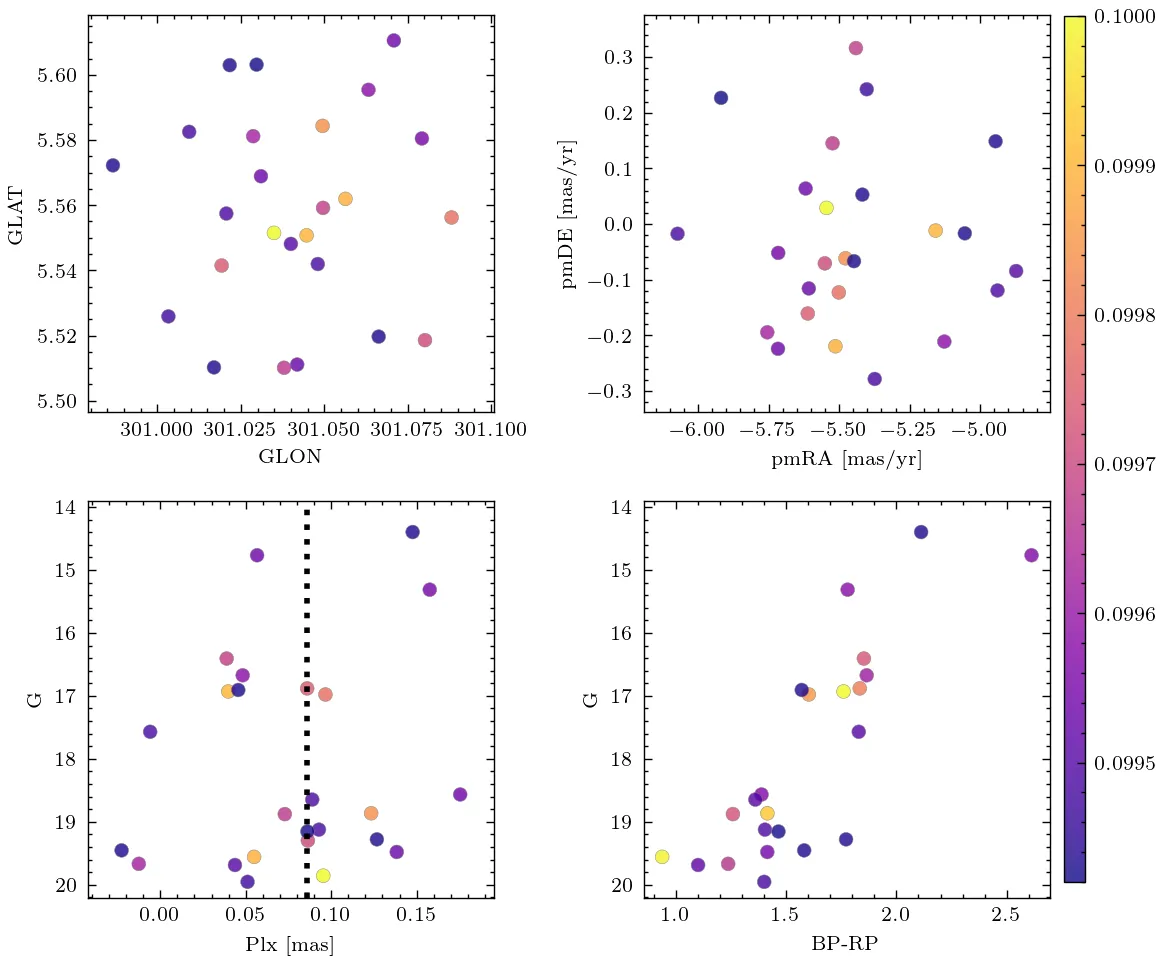 5.60
5.58
5.56
5.54
5.52
5.50
GLAT
301.000 301.025 301.050 301.075 301.100
GLON
0.3
0.2
0.1
0.0
−0.1
−0.2
−0.3
pmDE [mas/yr]
−6.00 −5.75 −5.50 −5.25 −5.00
pmRA [mas/yr]
0.1000
0.0999
0.0998
0.0997
0.0996
0.0995
14
15
16
17
18
19
20
G
0.00 0.05 0.10 0.15
Plx [mas]
14
15
16
17
18
19
20
G
1.0 1.5 2.0 2.5
BP-RP